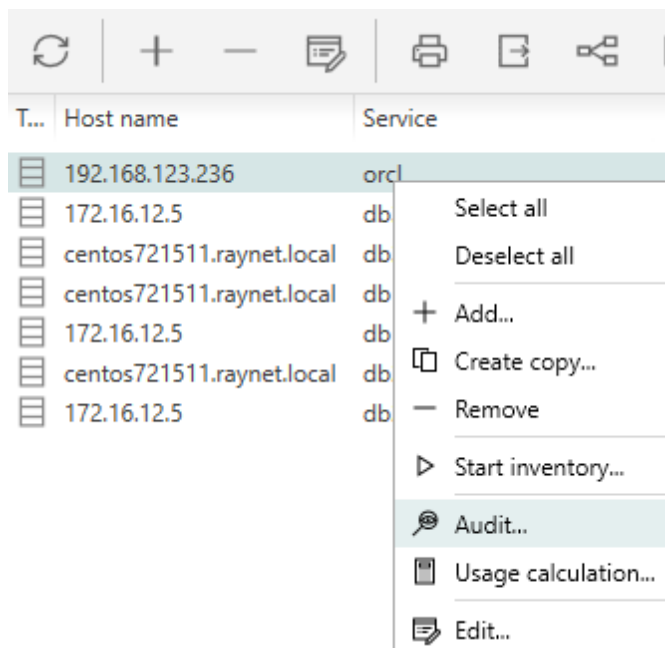 T... Host name Service
192.168.123.236 orcl
172.16.12.5 db.
centos721511.raynet.local db.
centos721511.raynet.local db
172.16.12.5 db
centos721511.raynet.local db.
172.16.12.5 db.
Select all
Deselect all
Add...
Create copy...
Remove
Start inventory...
Audit...
Usage calculation...
Edit...